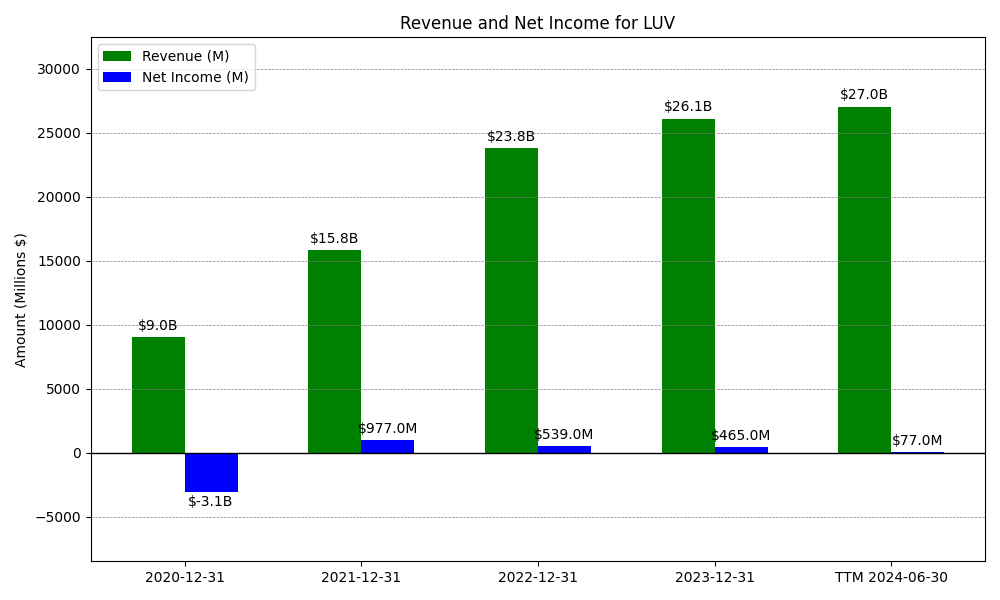 Revenue and Net Income for LUV
Revenue (M)
Net Income (M)
Amount (Millions $)
30000
25000
20000
15000
10000
5000
0
−5000
$9.0B
$-3.1B
$15.8B
$977.0M
$23.8B
$539.0M
$26.1B
$465.0M
$27.0B
$77.0M
2020-12-31
2021-12-31
2022-12-31
2023-12-31
TTM 2024-06-30